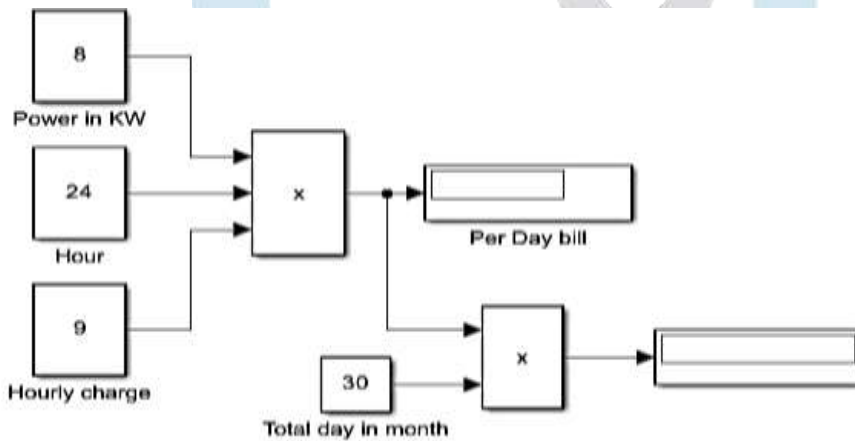 8
Power in KW
24
Hour
9
Hourly charge
x
Per Day bill
x
30
Total day in month